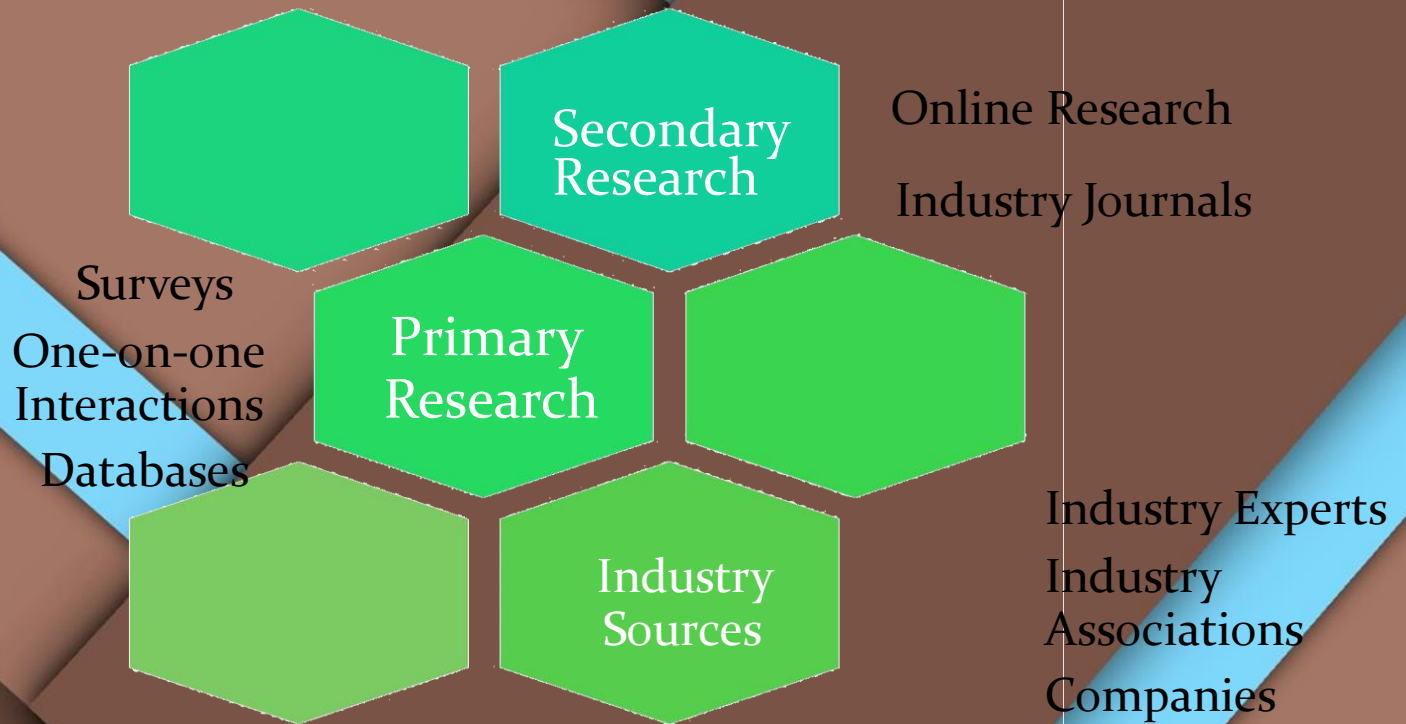 Secondary
Research
Online Research
Industry Journals
Surveys
One-on-one
Interactions
Databases
Primary
Research
Industry
Sources
Industry Experts
Industry
Associations
Companies